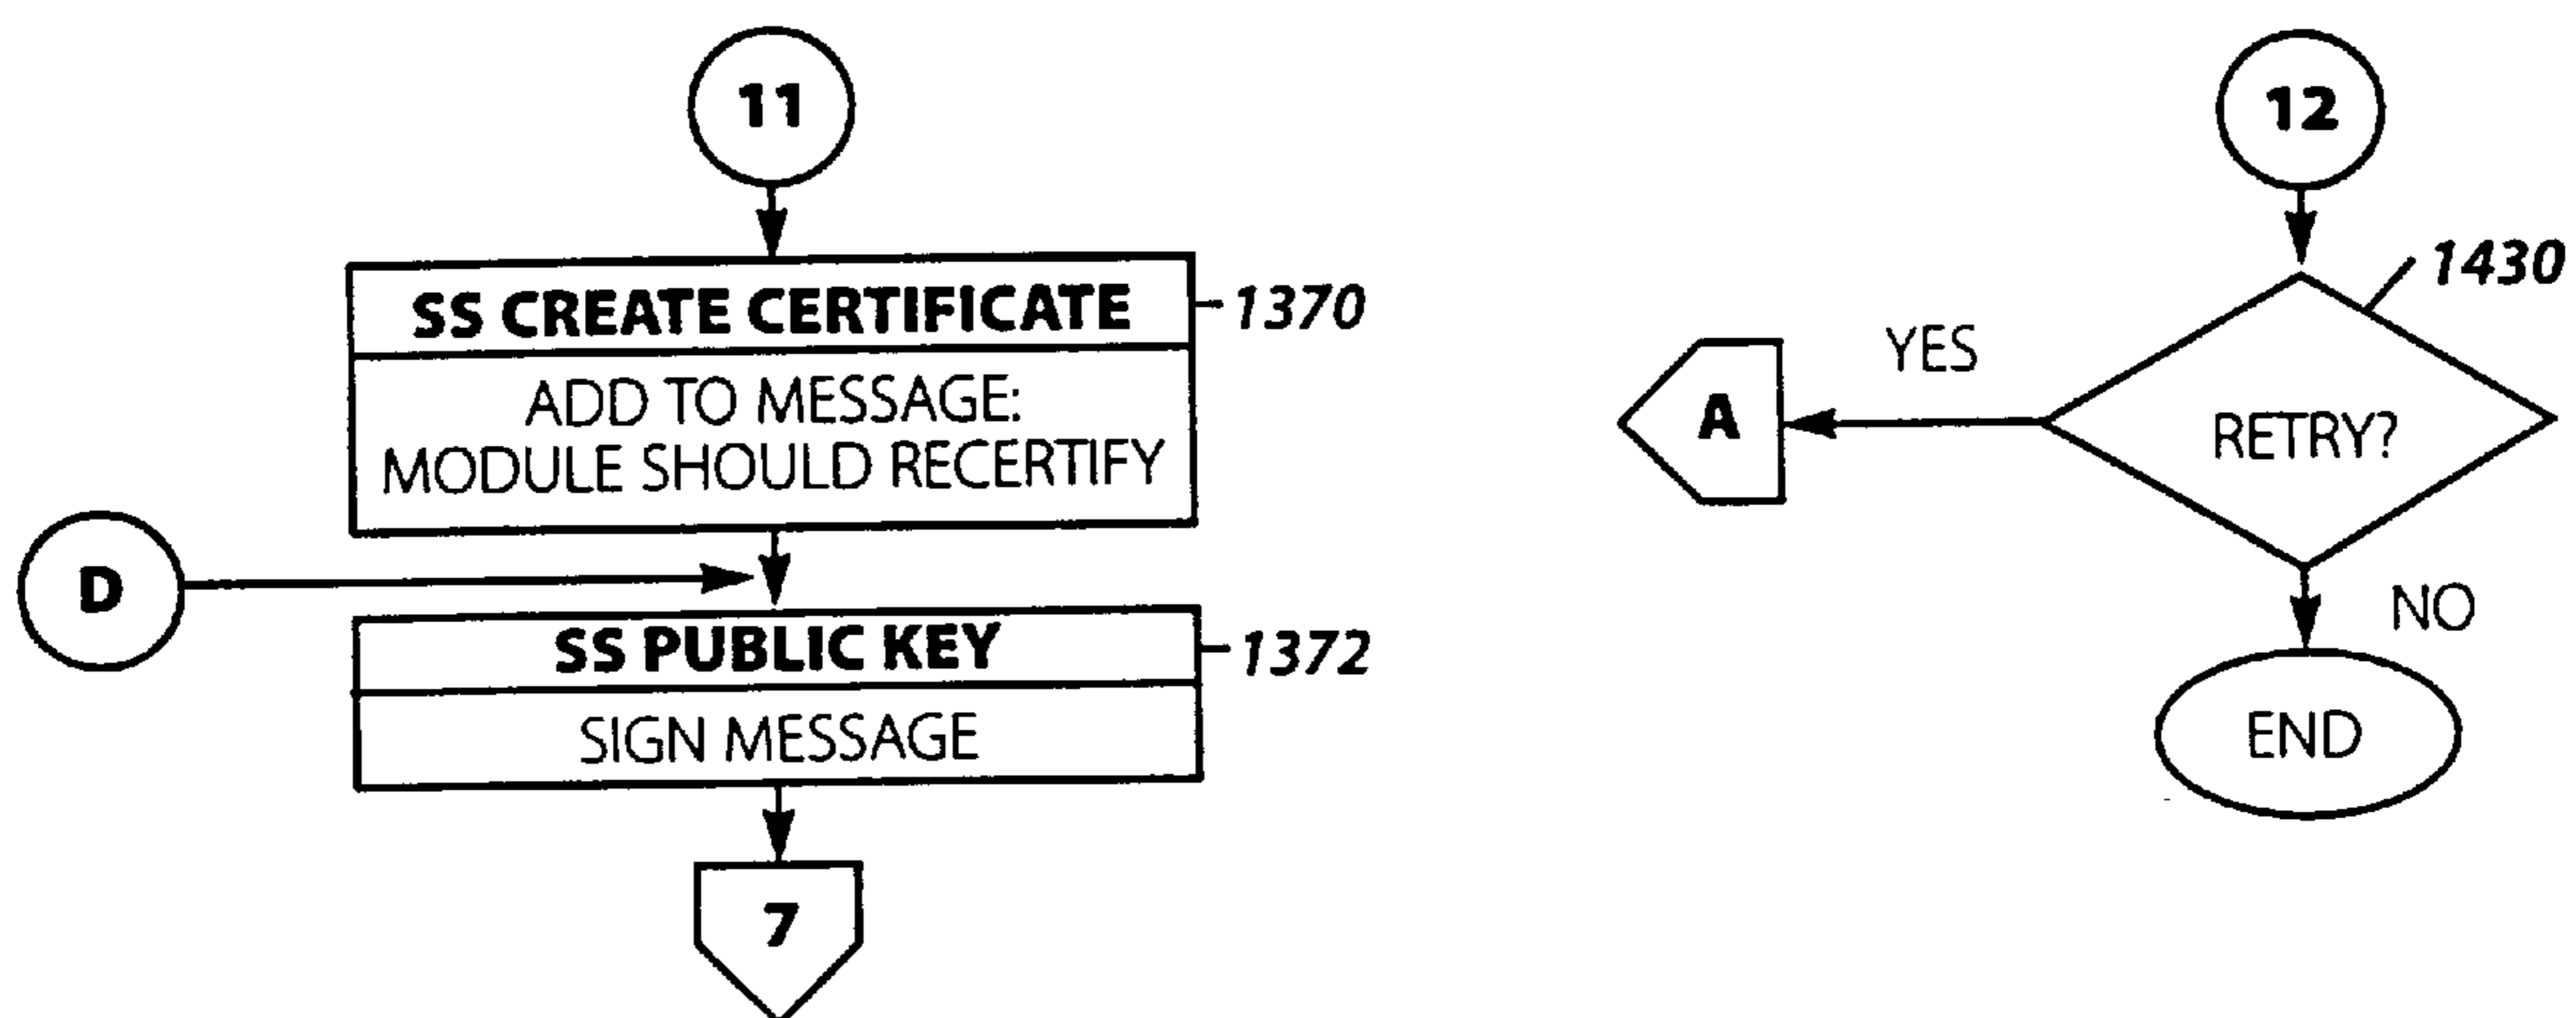 11
SS CREATE CERTIFICATE
1370
ADD TO MESSAGE:
MODULE SHOULD RECERTIFY
D
SS PUBLIC KEY
1372
SIGN MESSAGE
7
12
1430
YES
A
RETRY?
NO
END